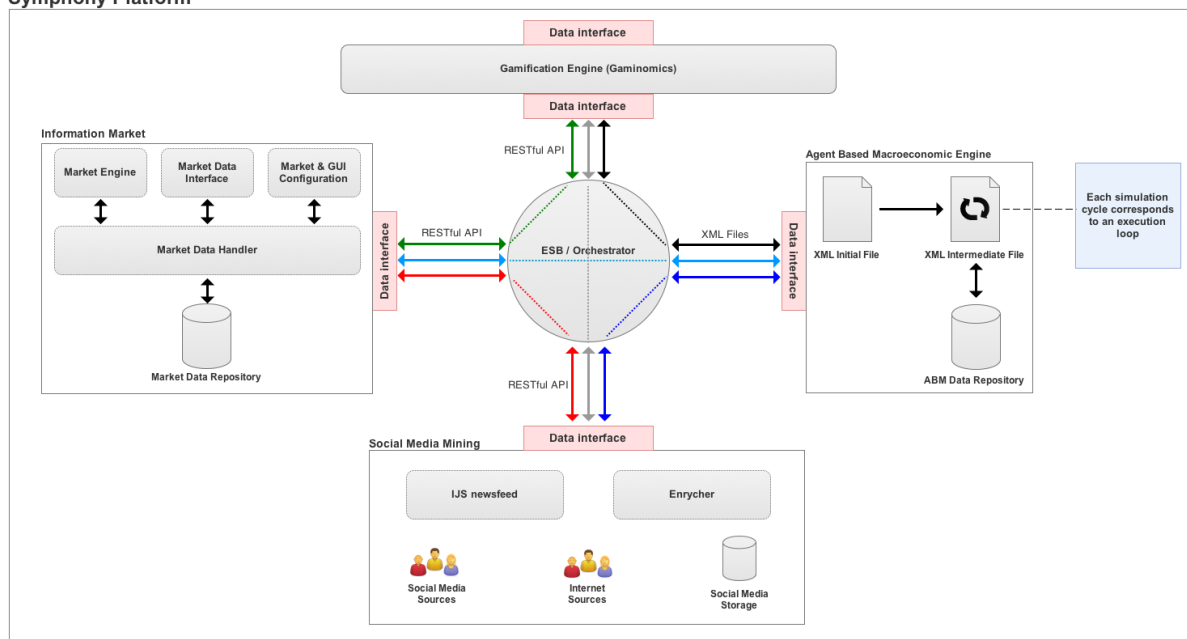 Symphony Platform
Data interface
Gamification Engine (Gaminomics)
Data interface
RESTful API
Information Market
Market Engine
Market Data
Interface
Market & GUI
Configuration
Market Data Handler
Market Data Repository
Data interface
RESTful API
ESB / Orchestrator
XML Files
Data interface
Agent Based Macroeconomic Engine
XML Initial File
XML Intermediate File
ABM Data Repository
Each simulation
cycle corresponds
to an execution
loop
RESTful API
Data interface
Social Media Mining
IJS newsfeed
Enrycher
Social Media
Sources
Internet
Sources
Social Media
Storage